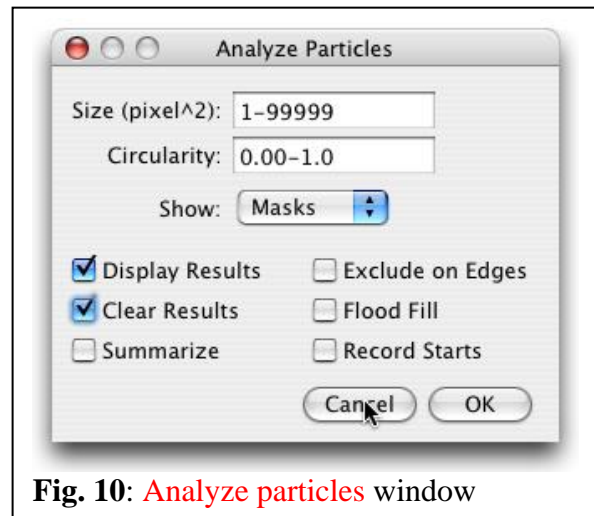 Analyze Particles
Size (pixel^2): 1-99999
Circularity: 0.00-1.0
Show: Masks
Display Results Exclude on Edges
Clear Results Flood Fill
Summarize Record Starts
Cancel OK
Fig. 10: Analyze particles window